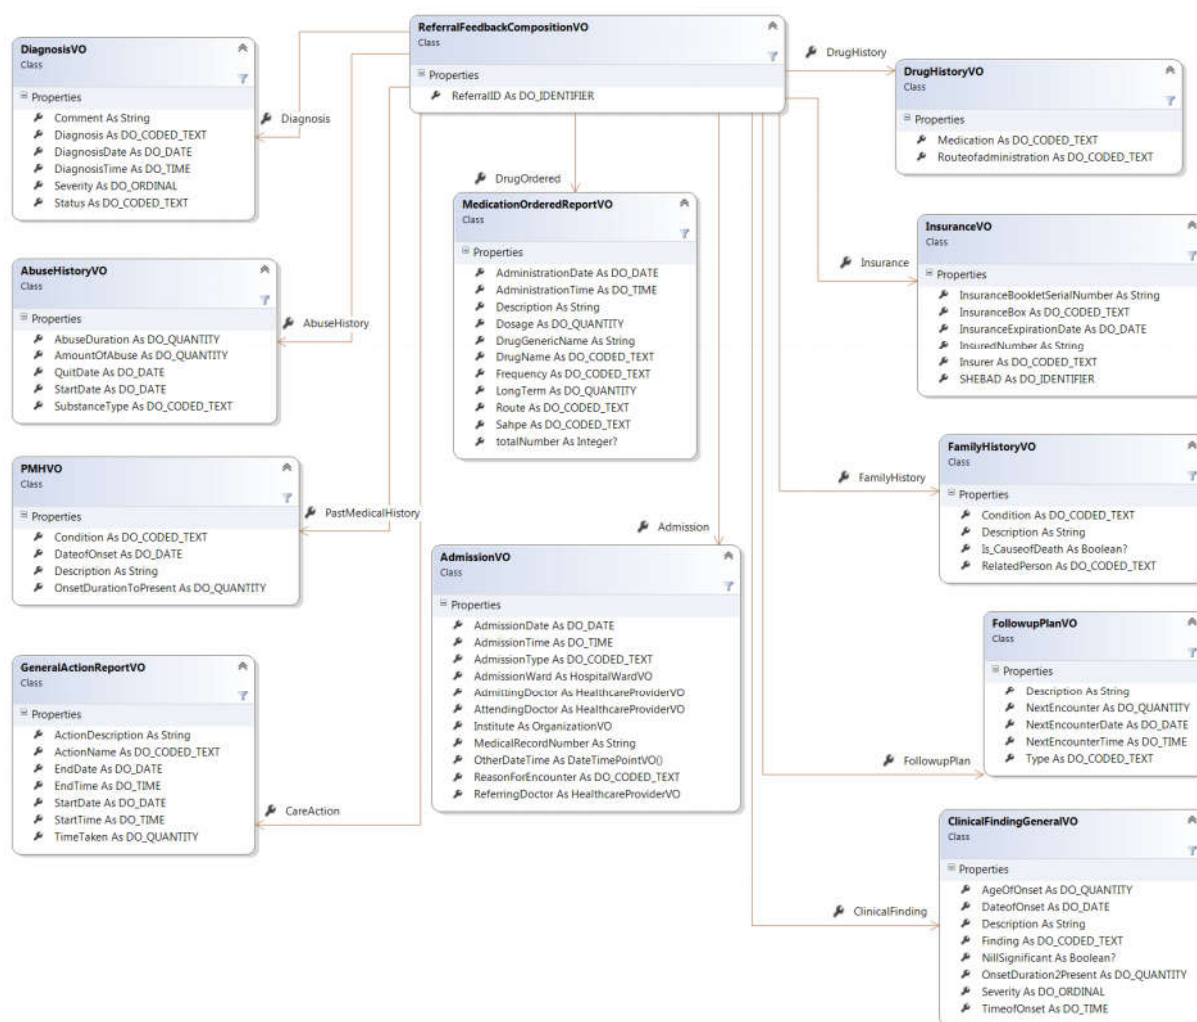 ReferralFeedbackCompositionVO
Class
Properties
ReferralID As DO_IDENTIFIER
DiagnosisVO
Class
Properties
Comment As String
Diagnosis As DO_CODED_TEXT
DiagnosisDate As DO_DATE
DiagnosisTime As DO_TIME
Severity As DO_ORDINAL
Status As DO_CODED_TEXT
Diagnosis
AbuseHistoryVO
Class
Properties
AbuseDuration As DO_QUANTITY
AmountOfAbuse As DO_QUANTITY
QuitDate As DO_DATE
StartDate As DO_DATE
SubstanceType As DO_CODED_TEXT
AbuseHistory
PMHVO
Class
Properties
Condition As DO_CODED_TEXT
DateofOnset As DO_DATE
Description As String
OnsetDurationToPresent As DO_QUANTITY
PastMedicalHistory
GeneralActionReportVO
Class
Properties
ActionDescription As String
ActionName As DO_CODED_TEXT
EndDate As DO_DATE
EndTime As DO_TIME
StartDate As DO_DATE
StartTime As DO_TIME
TimeTaken As DO_QUANTITY
CareAction
DrugOrdered
MedicationOrderedReportVO
Class
Properties
AdministrationDate As DO_DATE
AdministrationTime As DO_TIME
Description As String
Dosage As DO_QUANTITY
DrugGenericName As String
DrugName As DO_CODED_TEXT
Frequency As DO_CODED_TEXT
LongTerm As DO_QUANTITY
Route As DO_CODED_TEXT
Sahpe As DO_CODED_TEXT
totalNumber As Integer?
Admission
AdmissionVO
Class
Properties
AdmissionDate As DO_DATE
AdmissionTime As DO_TIME
AdmissionType As DO_CODED_TEXT
AdmissionWard As HospitalWardVO
AdmittingDoctor As HealthcareProviderVO
AttendingDoctor As HealthcareProviderVO
Institute As OrganizationVO
MedicalRecordNumber As String
OtherDateTime As DateTimePointVO()
ReasonForEncounter As DO_CODED_TEXT
ReferringDoctor As HealthcareProviderVO
DrugHistory
DrugHistoryVO
Class
Properties
Medication As DO_CODED_TEXT
Routeofadministration As DO_CODED_TEXT
Insurance
InsuranceVO
Class
Properties
InsuranceBookletSerialNumber As String
InsuranceBox As DO_CODED_TEXT
InsuranceExpirationDate As DO_DATE
InsuredNumber As String
Insurer As DO_CODED_TEXT
SHEBAD As DO_IDENTIFIER
FamilyHistory
FamilyHistoryVO
Class
Properties
Condition As DO_CODED_TEXT
Description As String
Is_CauseofDeath As Boolean?
RelatedPerson As DO_CODED_TEXT
FollowupPlan
FollowupPlanVO
Class
Properties
Description As String
NextEncounter As DO_QUANTITY
NextEncounterDate As DO_DATE
NextEncounterTime As DO_TIME
Type As DO_CODED_TEXT
ClinicalFinding
ClinicalFindingGeneralVO
Class
Properties
AgeOfOnset As DO_QUANTITY
DateofOnset As DO_DATE
Description As String
Finding As DO_CODED_TEXT
NillSignificant As Boolean?
OnsetDuration2Present As DO_QUANTITY
Severity As DO_ORDINAL
TimeofOnset As DO_TIME